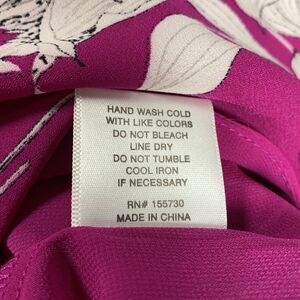 HAND WASH COLD
WITH LIKE COLORS
DO NOT BLEACH
LINE DRY
DO NOT TUMBLE
COOL IRON
IF NECESSARY
RN# 155730
MADE IN CHINA